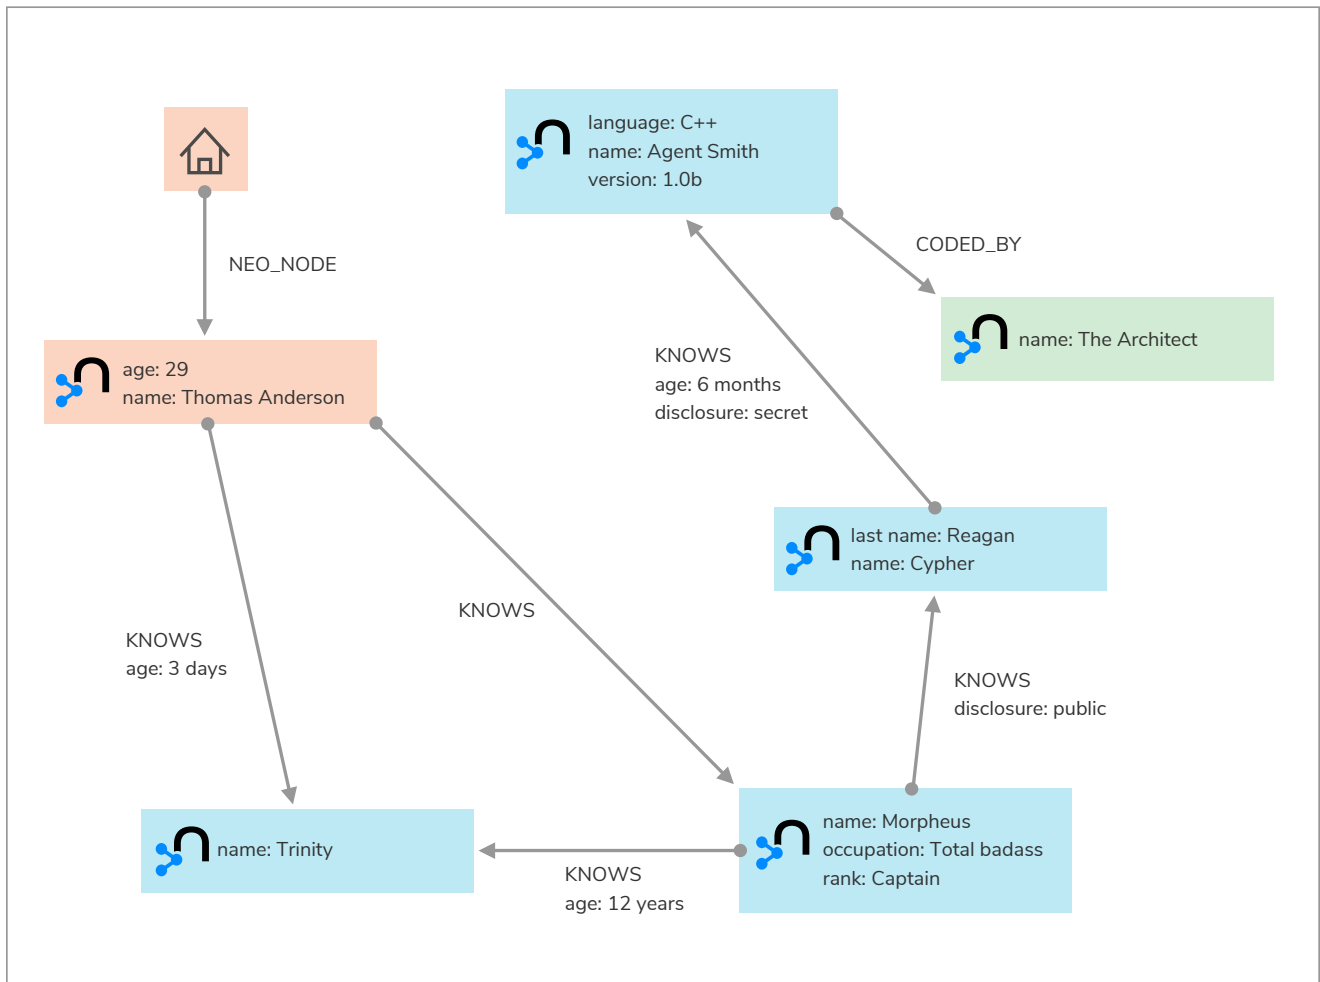 language: C++
name: Agent Smith
version: 1.0b
CODED_BY
NEO_NODE
name: The Architect
age: 29
name: Thomas Anderson
KNOWS
age: 6 months
disclosure: secret
last name: Reagan
name: Cypher
KNOWS
KNOWS
age: 3 days
KNOWS
disclosure: public
name: Trinity
name: Morpheus
occupation: Total badass
rank: Captain
KNOWS
age: 12 years